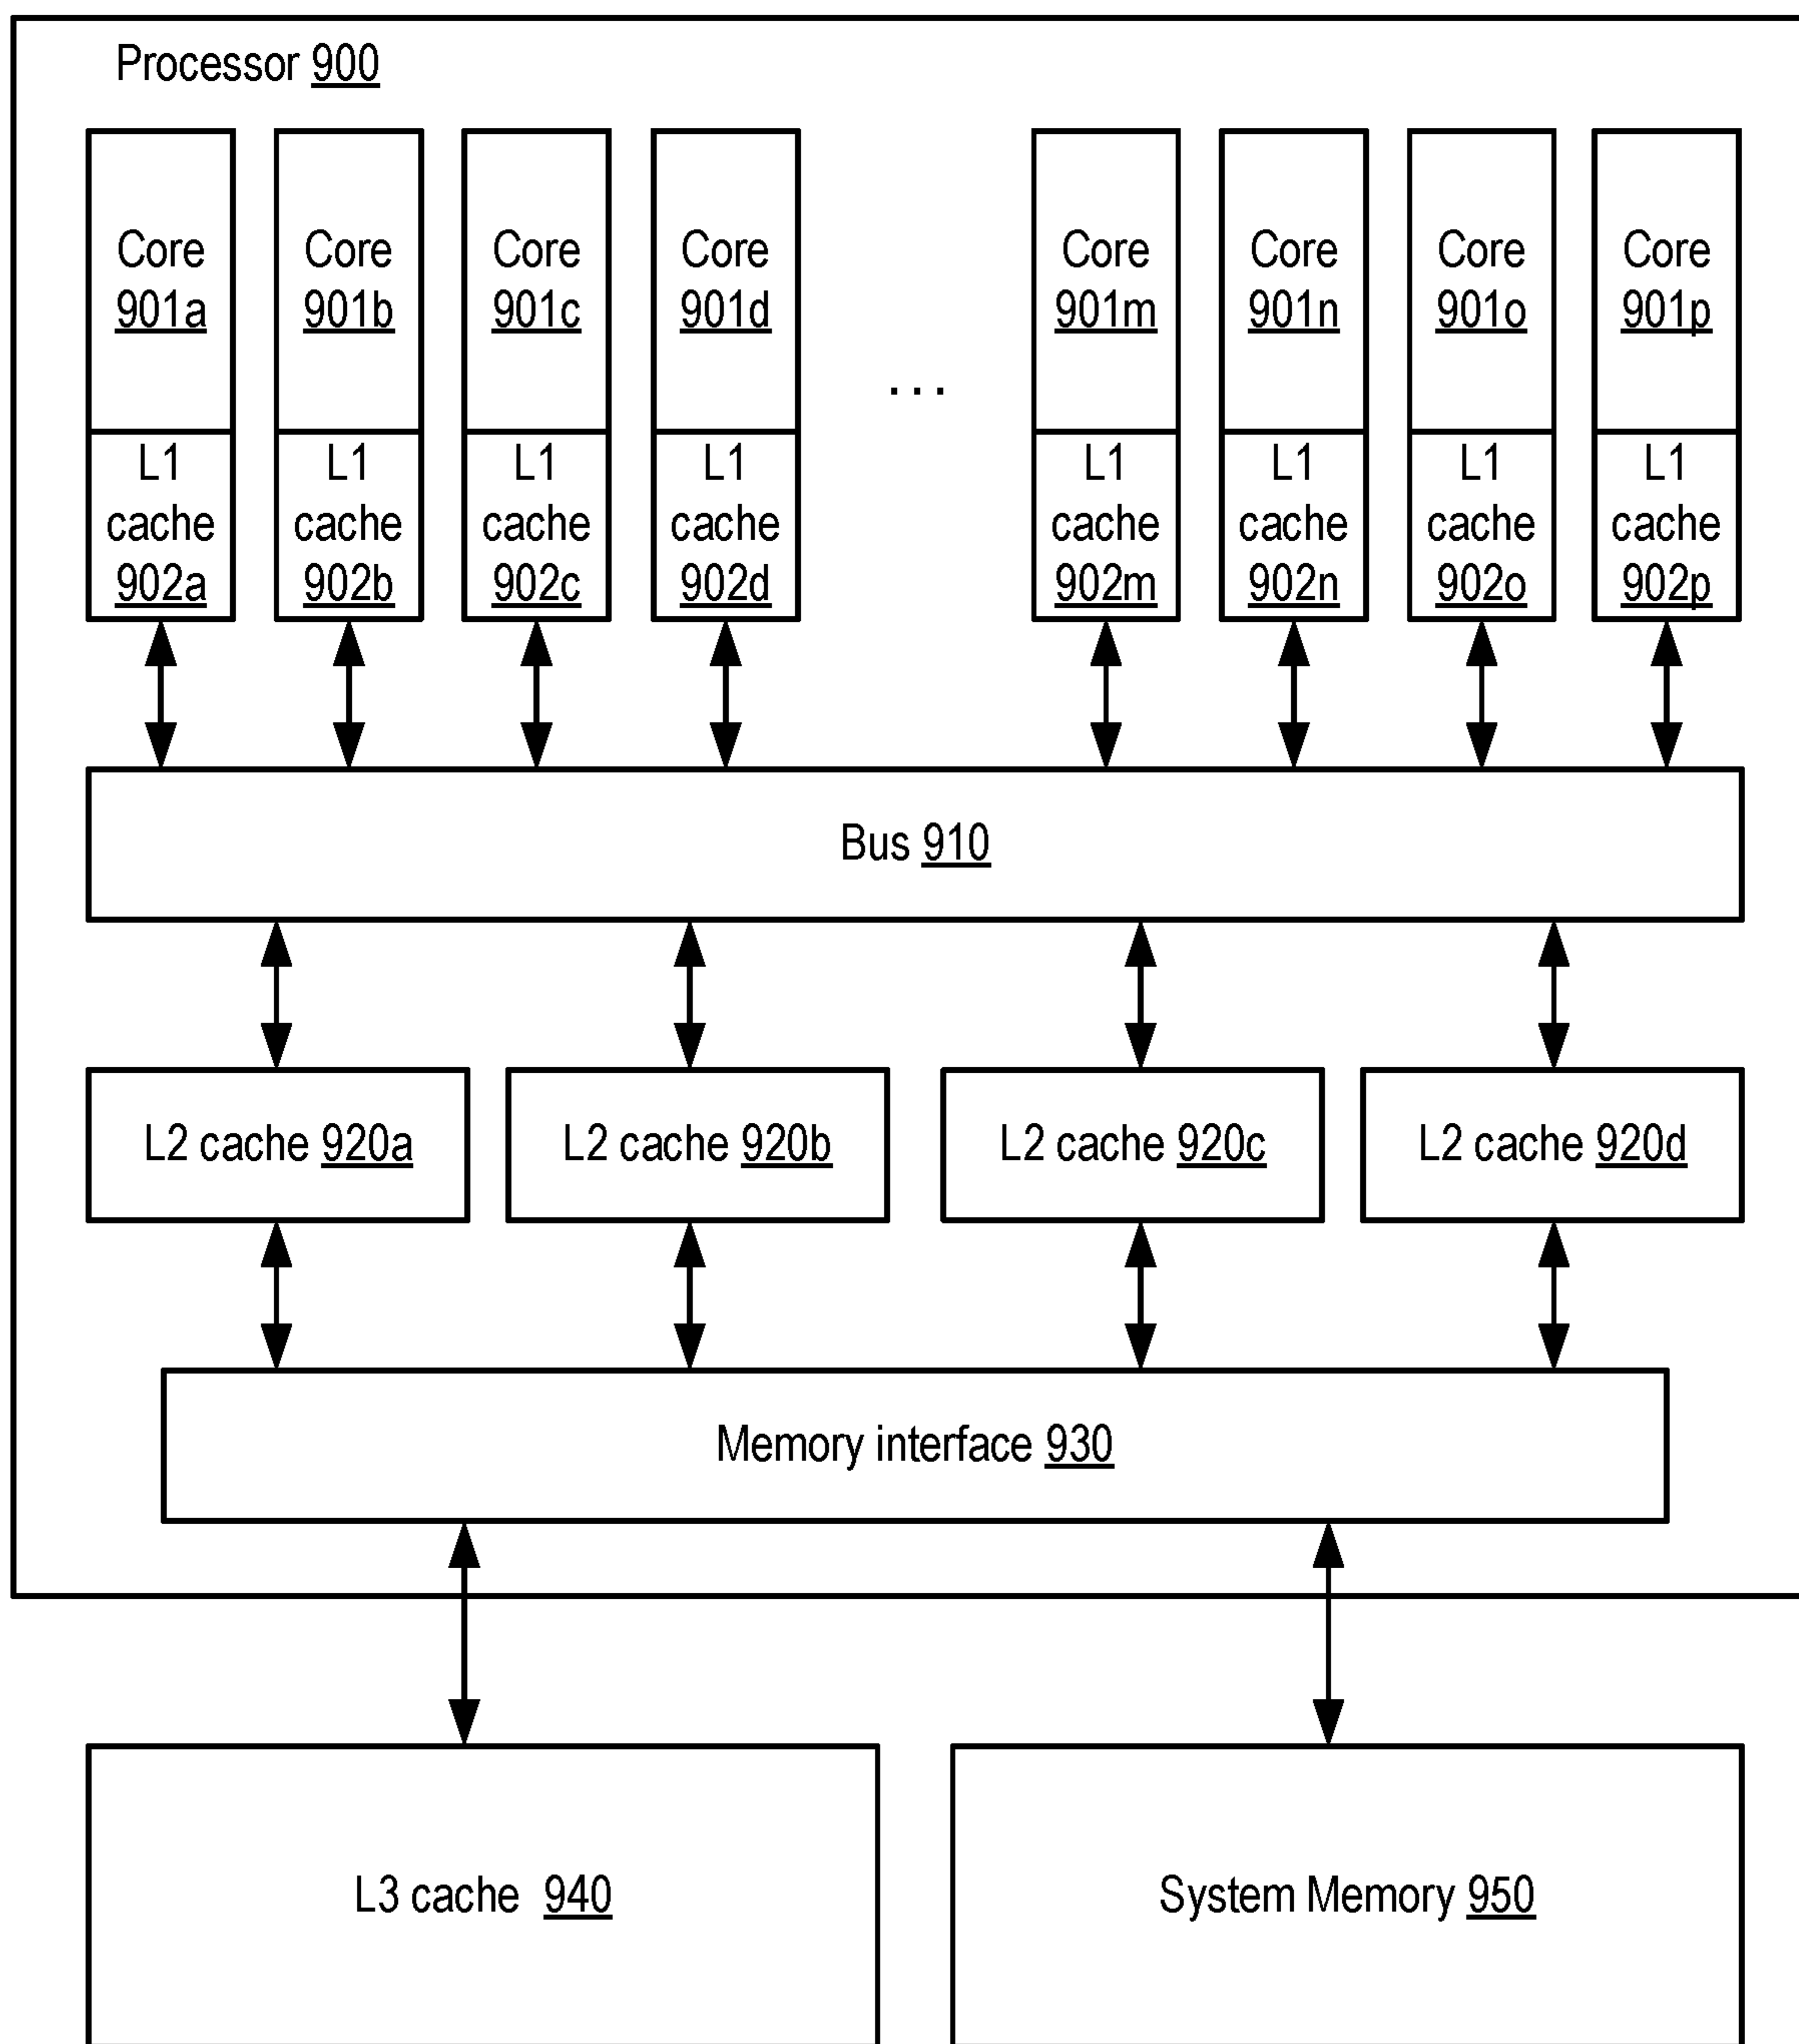 Processor 900
Core
901a
Core
901b
Core
901c
Core
901d
...
Core
901m
Core
901n
Core
901o
Core
901p
L1
cache
902a
L1
cache
902b
L1
cache
902c
L1
cache
902d
L1
cache
902m
L1
cache
902n
L1
cache
902o
L1
cache
902p
Bus 910
L2 cache 920a
L2 cache 920b
L2 cache 920c
L2 cache 920d
Memory interface 930
L3 cache 940
System Memory 950